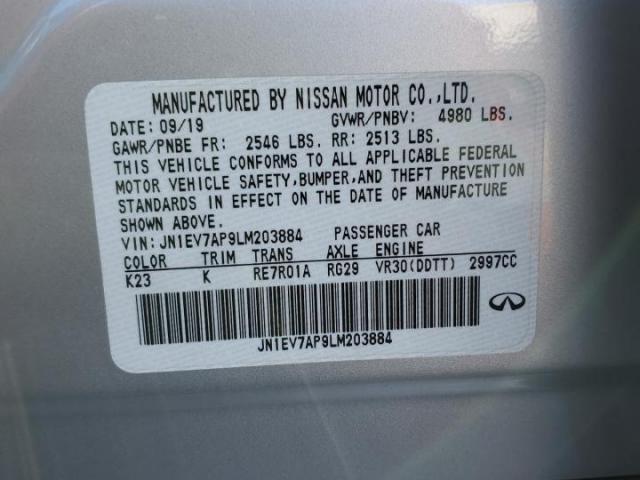 MANUFACTURED BY NISSAN MOTOR CO.,LTD.
DATE: 09/19 GVWR/PNBV: 4980 LBS.
GAWR/PNBE FR: 2546 LBS. RR: 2513 LBS.
THIS VEHICLE CONFORMS TO ALL APPLICABLE FEDERAL
MOTOR VEHICLE SAFETY,BUMPER,AND THEFT PREVENTION
STANDARDS IN EFFECT ON THE DATE OF MANUFACTURE
SHOWN ABOVE.
VIN: JN1EV7AP9LM203884 PASSENGER CAR
COLOR TRIM TRANS AXLE ENGINE
K23 K RE7R01A RG29 VR30(DDTT) 2997CC
JN1EV7AP9LM203884